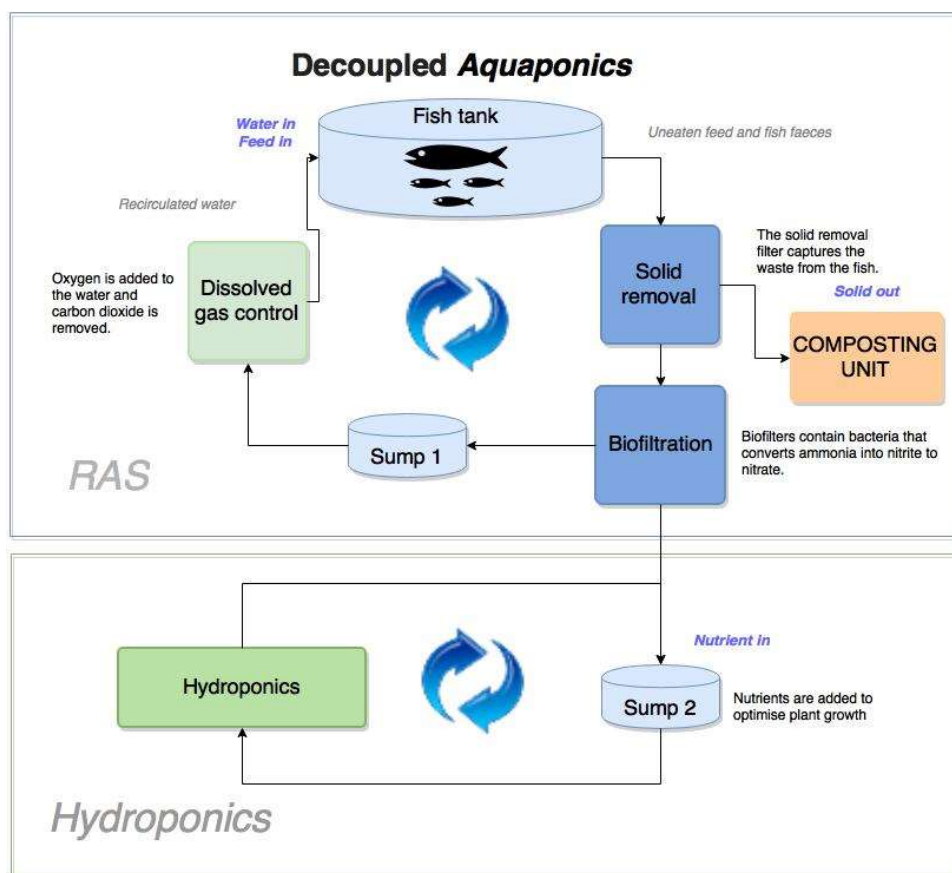 Decoupled Aquaponics
Fish tank
Water in
Feed in
Uneaten feed and fish faeces
Recirculated water
The solid removal
filter captures the
waste from the fish.
Solid out
Solid
removal
Oxygen is added to
the water and
carbon dioxide is
removed.
Dissolved
gas control
COMPOSTING
UNIT
Biofiltration
Biofilters contain bacteria that
converts ammonia into nitrite to
nitrate.
Sump 1
RAS
Nutrient in
Hydroponics
Sump 2
Nutrients are added to
optimise plant growth
Hydroponics